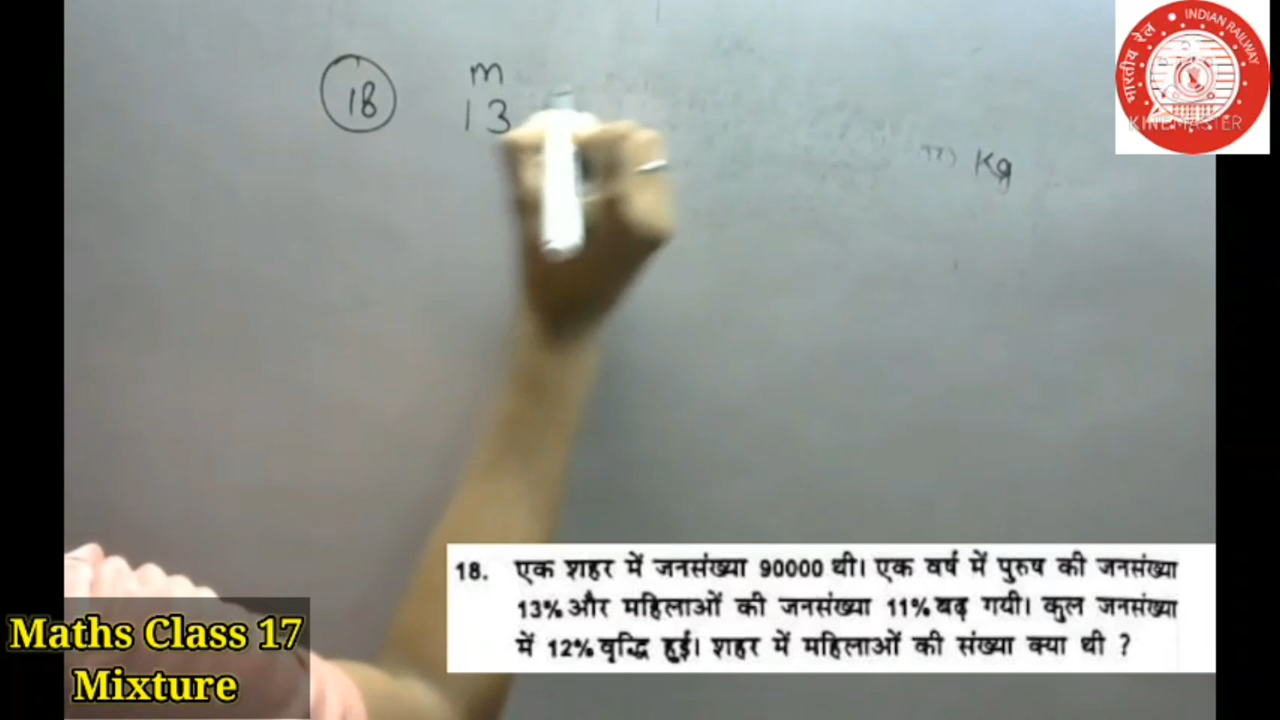 INDIAN RAILWAY
भारतीय रेल
KINEMASTER
18
m
13
Kg
18. एक शहर में जनसंख्या 90000 थी। एक वर्ष में पुरुष की जनसंख्या
13% और महिलाओं की जनसंख्या 11% बढ़ गयी। कुल जनसंख्या
में 12% वृद्धि हुई। शहर में महिलाओं की संख्या क्या थी ?
Maths Class 17
Mixture